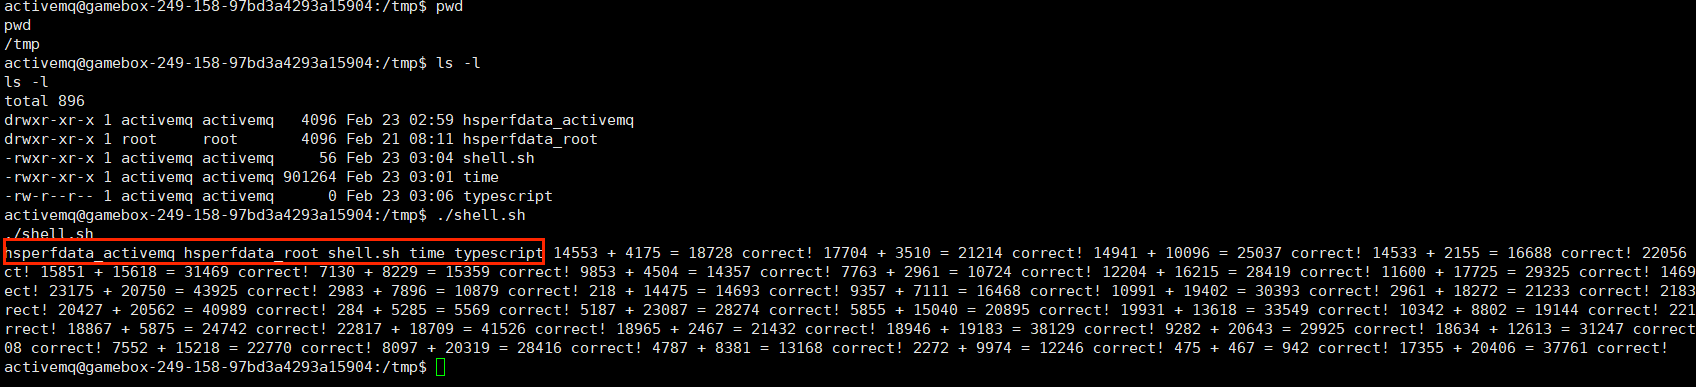 activemq@gamebox-249-158-97bd3a4293a15904:/tmp$ pwd
pwd
/tmp
activemq@gamebox-249-158-97bd3a4293a15904:/tmp$ ls -l
ls -l
total 896
drwxr-xr-x 1 activemq activemq   4096 Feb 23 02:59 hsperfdata_activemq
drwxr-xr-x 1 root     root       4096 Feb 21 08:11 hsperfdata_root
-rwxr-xr-x 1 activemq activemq     56 Feb 23 03:04 shell.sh
-rwxr-xr-x 1 activemq activemq 901264 Feb 23 03:01 time
-rw-r--r-- 1 activemq activemq      0 Feb 23 03:06 typescript
activemq@gamebox-249-158-97bd3a4293a15904:/tmp$ ./shell.sh
./shell.sh
hsperfdata_activemq hsperfdata_root shell.sh time typescript 14553 + 4175 = 18728 correct! 17704 + 3510 = 21214 correct! 14941 + 10096 = 25037 correct! 14533 + 2155 = 16688 correct! 22056
ct! 15851 + 15618 = 31469 correct! 7130 + 8229 = 15359 correct! 9853 + 4504 = 14357 correct! 7763 + 2961 = 10724 correct! 12204 + 16215 = 28419 correct! 11600 + 17725 = 29325 correct! 1469
ect! 23175 + 20750 = 43925 correct! 2983 + 7896 = 10879 correct! 218 + 14475 = 14693 correct! 9357 + 7111 = 16468 correct! 10991 + 19402 = 30393 correct! 2961 + 18272 = 21233 correct! 2183
rect! 20427 + 20562 = 40989 correct! 284 + 5285 = 5569 correct! 5187 + 23087 = 28274 correct! 5855 + 15040 = 20895 correct! 19931 + 13618 = 33549 correct! 10342 + 8802 = 19144 correct! 221
rrect! 18867 + 5875 = 24742 correct! 22817 + 18709 = 41526 correct! 18965 + 2467 = 21432 correct! 18946 + 19183 = 38129 correct! 9282 + 20643 = 29925 correct! 18634 + 12613 = 31247 correct
08 correct! 7552 + 15218 = 22770 correct! 8097 + 20319 = 28416 correct! 4787 + 8381 = 13168 correct! 2272 + 9974 = 12246 correct! 475 + 467 = 942 correct! 17355 + 20406 = 37761 correct!
activemq@gamebox-249-158-97bd3a4293a15904:/tmp$